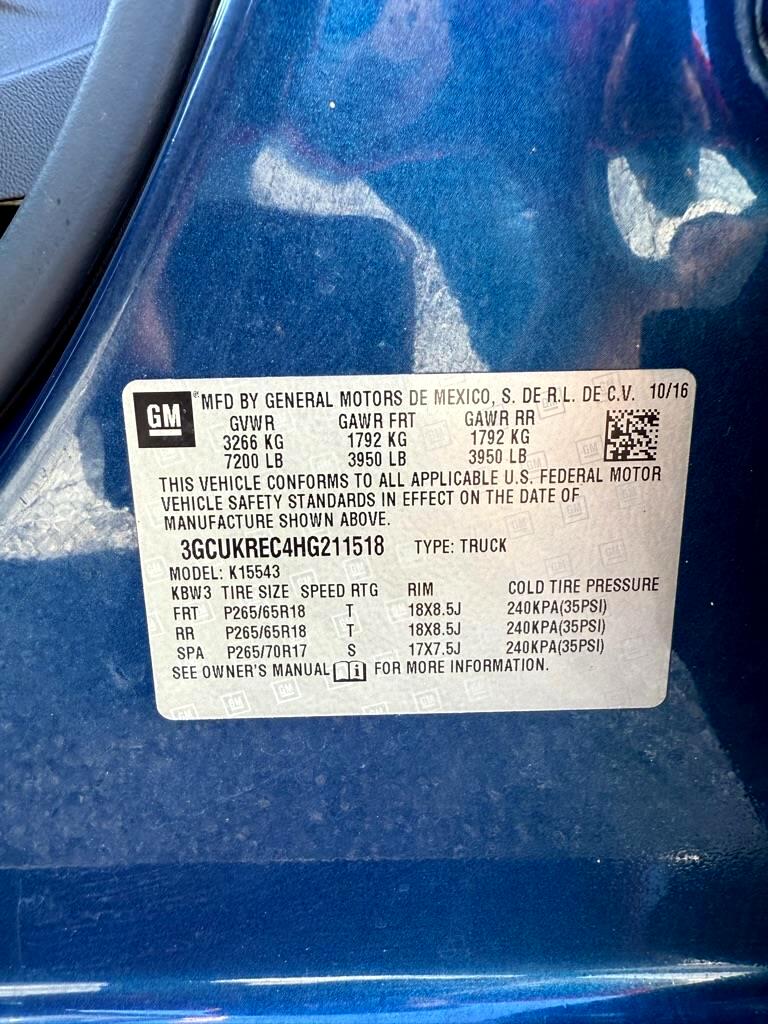 GM ® MFD BY GENERAL MOTORS DE MEXICO, S. DE R.L. DE C.V. 10/16
GVWR GAWR FRT GAWR RR
3266 KG 1792 KG 1792 KG
7200 LB 3950 LB 3950 LB
THIS VEHICLE CONFORMS TO ALL APPLICABLE U.S. FEDERAL MOTOR
VEHICLE SAFETY STANDARDS IN EFFECT ON THE DATE OF
MANUFACTURE SHOWN ABOVE.
3GCUKREC4HG211518 TYPE: TRUCK
MODEL: K15543
KBW3 TIRE SIZE SPEED RTG RIM COLD TIRE PRESSURE
FRT P265/65R18 T 18X8.5J 240KPA(35PSI)
RR P265/65R18 T 18X8.5J 240KPA(35PSI)
SPA P265/70R17 S 17X7.5J 240KPA(35PSI)
SEE OWNER'S MANUAL i FOR MORE INFORMATION.